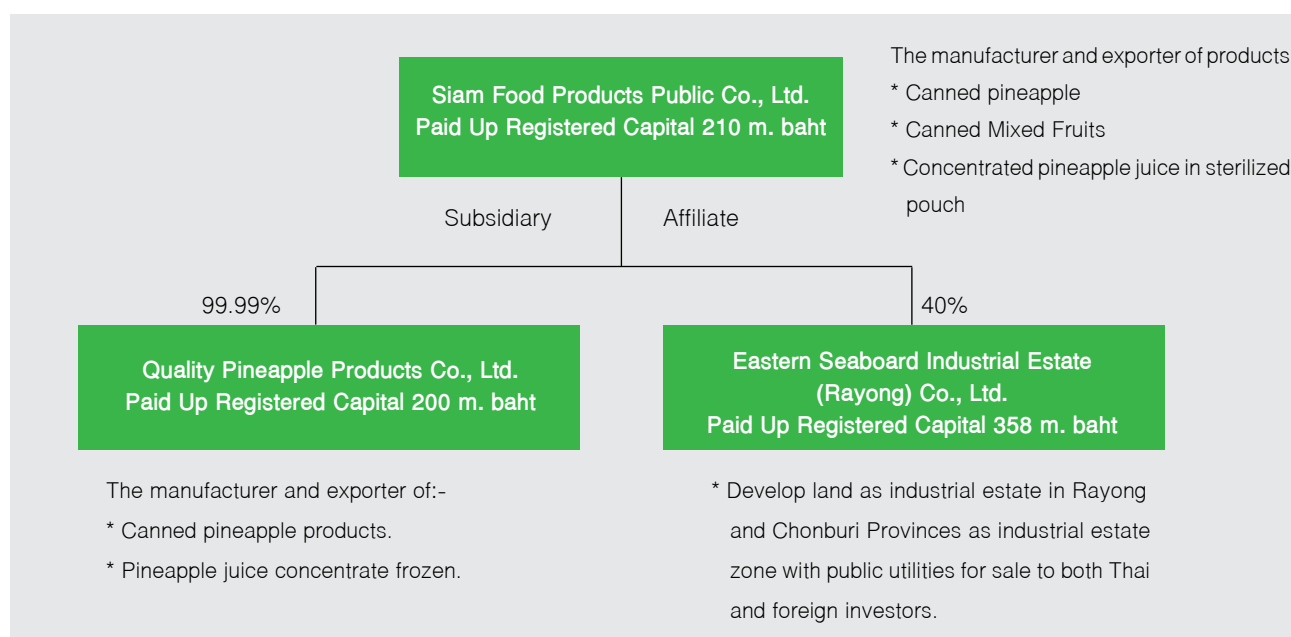 Siam Food Products Public Co., Ltd.
Paid Up Registered Capital 210 m. baht
The manufacturer and exporter of products
* Canned pineapple
* Canned Mixed Fruits
* Concentrated pineapple juice in sterilized
pouch
Subsidiary
Affiliate
99.99%
40%
Quality Pineapple Products Co., Ltd.
Paid Up Registered Capital 200 m. baht
Eastern Seaboard Industrial Estate
(Rayong) Co., Ltd.
Paid Up Registered Capital 358 m. baht
The manufacturer and exporter of:-
* Canned pineapple products.
* Pineapple juice concentrate frozen.
* Develop land as industrial estate in Rayong
and Chonburi Provinces as industrial estate
zone with public utilities for sale to both Thai
and foreign investors.